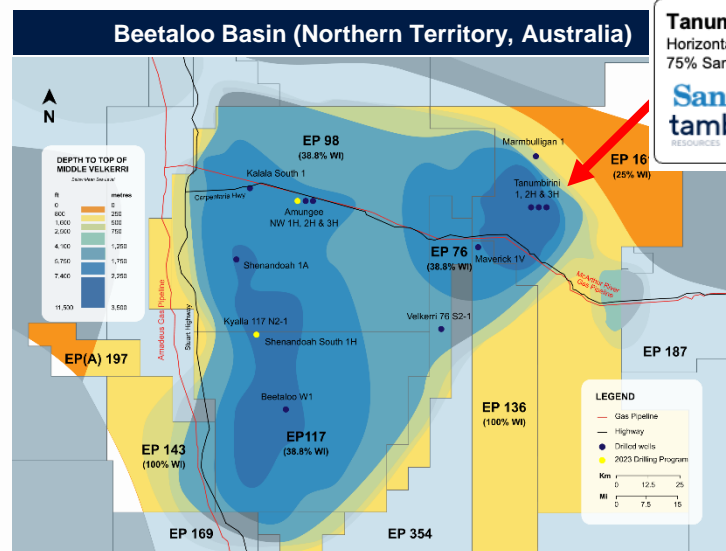 Beetaloo Basin (Northern Territory, Australia)
N
DEPTH TO TOP OF
MIDDLE VELKERRI
ft metres
0 0
800 250
1,600 500
2,500 750
4,100 1,250
5,750 1,750
7,400 2,250
11,500 3,500
EP 98
(38.8% WI)
Kalala South 1
Carpentaria Hwy
Amungee
NW 1H, 2H & 3H
Marmbulligan 1
EP 161
(25% WI)
Tanumbirini
1, 2H & 3H
EP 76
(38.8% WI)
Maverick 1V
McArthur River
Gas Pipeline
Shenandoah 1A
Amadeus Gas Pipeline
Stuart Highway
Kyalla 117 N2-1
Shenandoah South 1H
Velkerri 76 S2-1
EP(A) 197
EP 187
Beetaloo W1
EP 136
(100% WI)
EP117
(38.8% WI)
EP 143
(100% WI)
EP 169
EP 354
LEGEND
Gas Pipeline
Highway
Drilled wells
2023 Drilling Program
Km
0 12.5 25
Mi
0 7.5 15
Tanum
Horizonta
75% San
San
tamb
RESOURCES